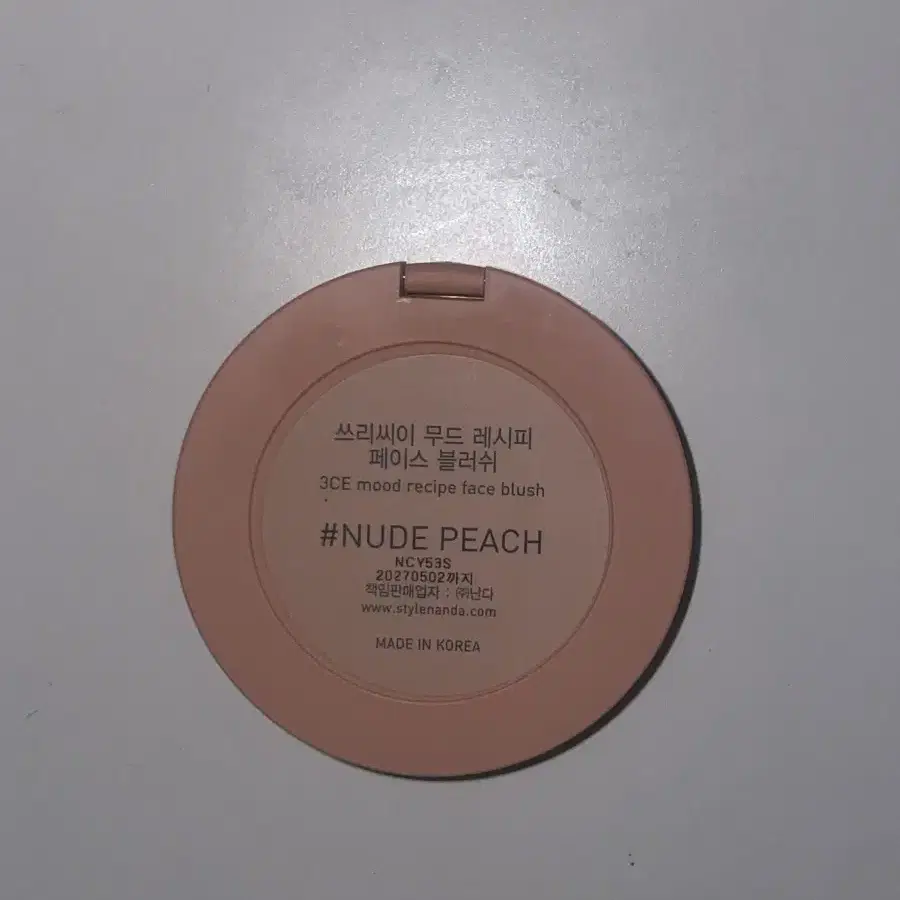 쓰리씨이 무드 레시피
페이스 블러쉬
3CE mood recipe face blush
#NUDE PEACH
NCY53S
20270502까지
책임판매업자 : ㈜난다
www.stylenanda.com
MADE IN KOREA